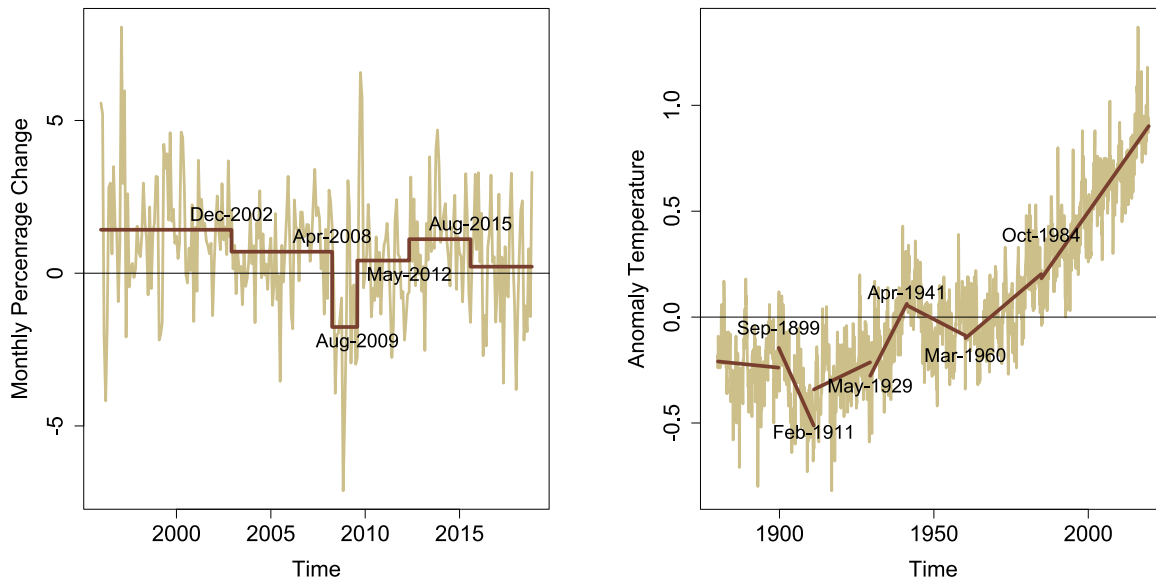 Monthly Percenrage Change
5
0
-5
Dec-2002
Apr-2008
Aug-2009
May-2012
Aug-2015
2000
2005
2010
2015
Time
Anomaly Temperature
1.0
0.5
0.0
-0.5
Sep-1899
Feb-1911
May-1929
Apr-1941
Mar-1960
Oct-1984
1900
1950
2000
Time